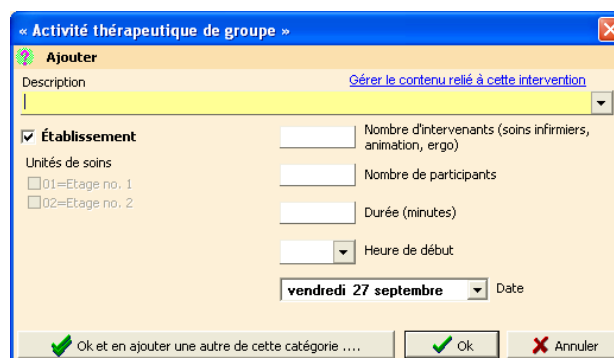 « Activité thérapeutique de groupe »
Ajouter
Description
Gérer le contenu relié à cette intervention
Établissement
Unités de soins
01=Etage no. 1
02=Etage no. 2
Nombre d'intervenants (soins infirmiers,
animation, ergo)
Nombre de participants
Durée (minutes)
Heure de début
vendredi 27 septembre
Date
Ok et en ajouter une autre de cette catégorie ....
Ok
Annuler